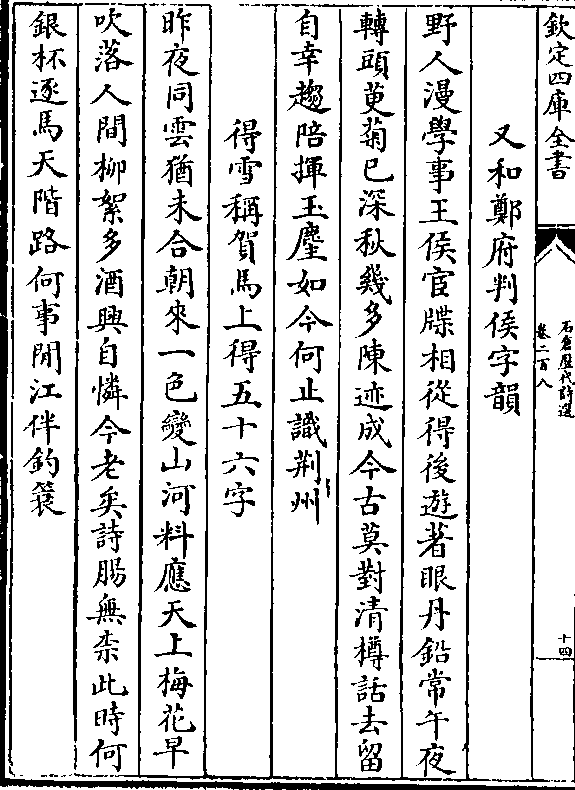 欽定四庫全書
石倉歷代詩選
卷二百八
十四
又和鄭府判侯字韻
野人漫學事王侯官牒相從得後遊著眼丹鉛常午夜
轉頭萸菊已深秋幾多陳迹成今古莫對清樽話去留
自幸趨陪揮玉麈如今何止識荆州
得雪稱賀馬上得五十六字
昨夜同雲猶未合朝來一色變山河料應天上梅花早
吹落人間柳絮多酒興自憐今老矣詩腸無柰此時何
銀杯逐馬天階路何事閒江伴釣簑